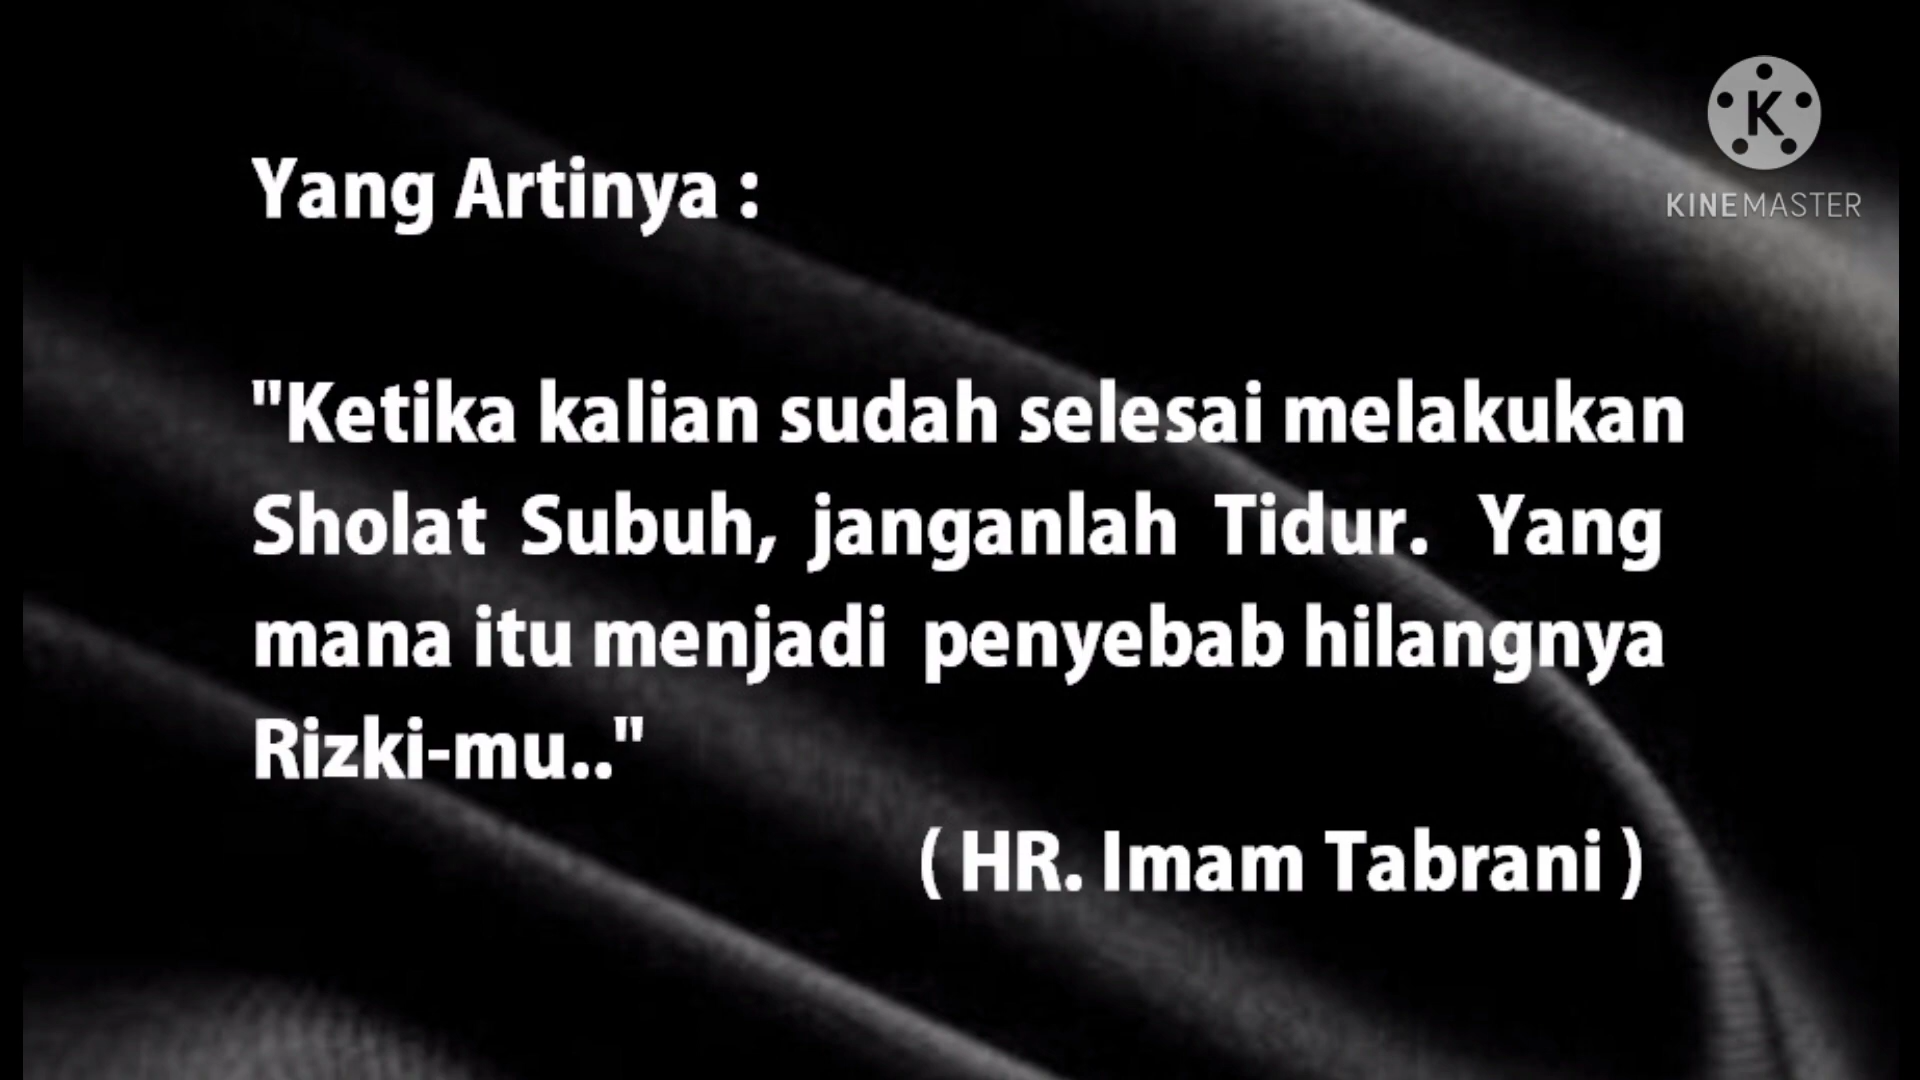 KINEMASTER
Yang Artinya :
"Ketika kalian sudah selesai melakukan
Sholat Subuh, janganlah Tidur. Yang
mana itu menjadi penyebab hilangnya
Rizki-mu.."
( HR. Imam Tabrani )